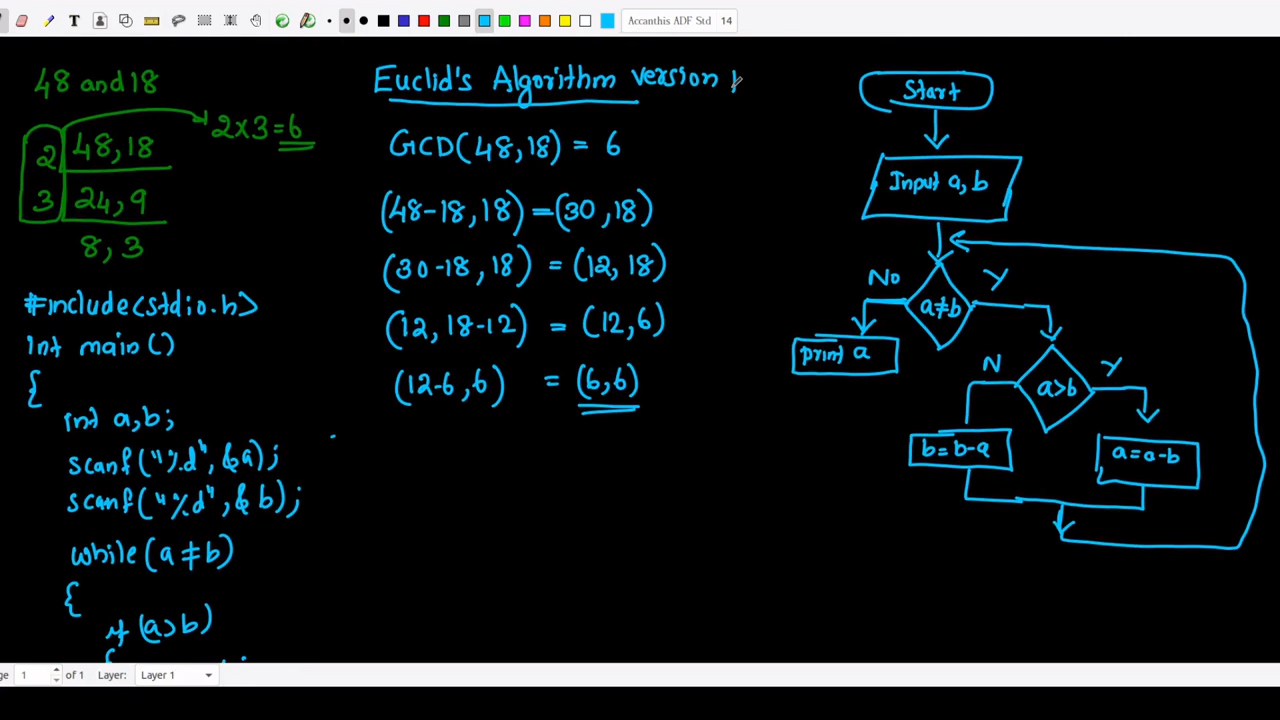 Accanthis ADF Std 14
48 and 18
2 48,18
2x3=6
3 24, 9
8, 3
#include(stdio.h)
int main()
{
int a,b;
scanf("%d", &a);
scanf("%d", & b);
while(a≠b)
{
if (a>b)
{
Euclid's Algorithm version
GCD(48,18) = 6
(48-18, 18) = (30, 18)
(30-18, 18) = (12, 18)
(12, 18-12) = (12, 6)
(12-6, 6) = (6,6)
Start
Input a, b
No
a≠b
Y
print a
N
a>b
Y
b=b-a
a=a-b
ge 1 of 1 Layer: Layer 1